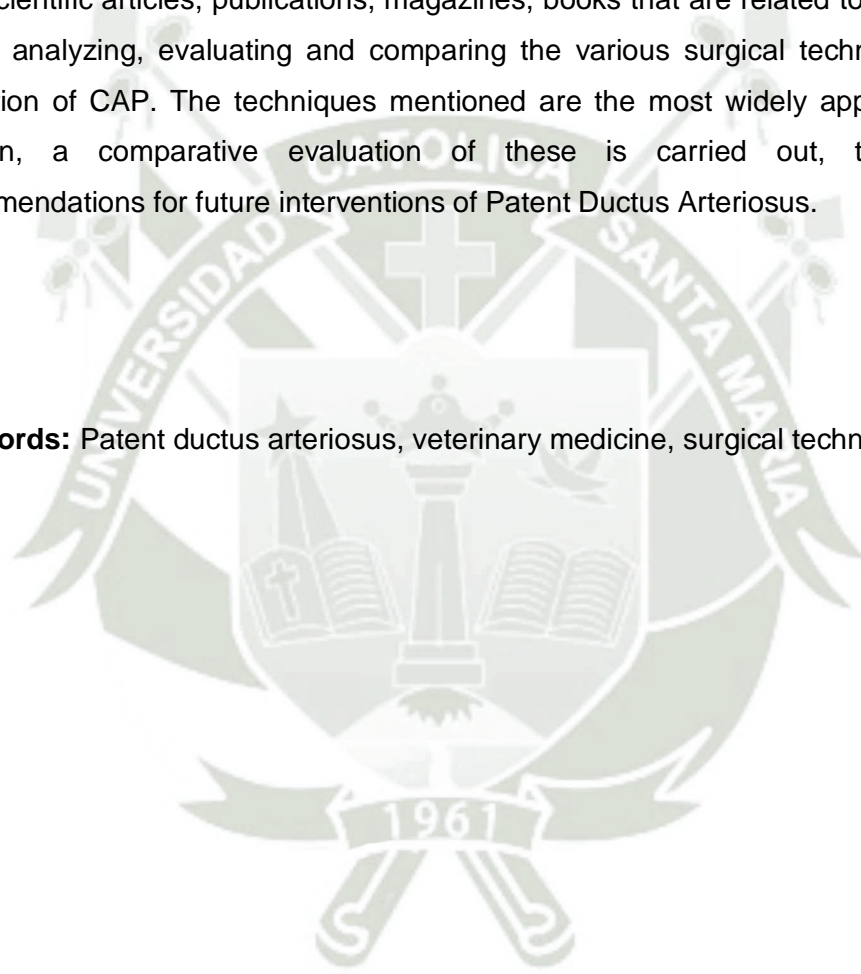 cientific articles, publications, magazines, books that are related to
analyzing, evaluating and comparing the various surgical techn
tion of CAP. The techniques mentioned are the most widely app
n, a comparative evaluation of these is carried out, t
mendations for future interventions of Patent Ductus Arteriosus.
ords: Patent ductus arteriosus, veterinary medicine, surgical techn
UNIVERSIDAD CATOLICA SANTA MARIA
1961